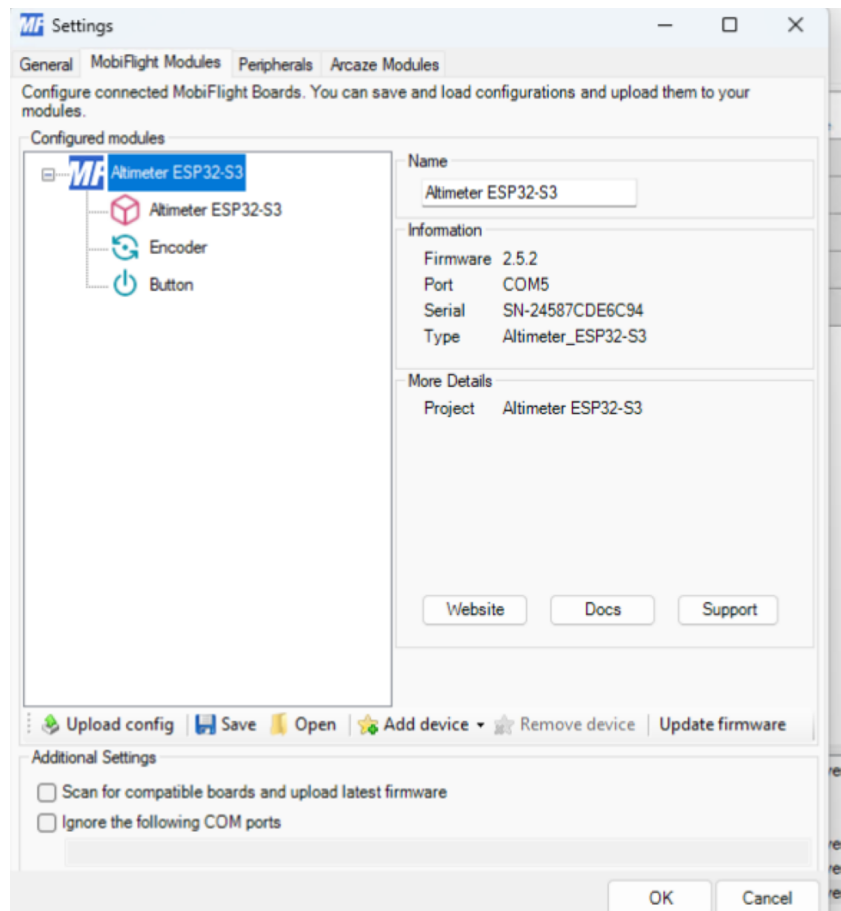 MF Settings
General MobiFlight Modules Peripherals Arcaze Modules
Configure connected MobiFlight Boards. You can save and load configurations and upload them to your
modules.
Configured modules
MF Altimeter ESP32-S3
Altimeter ESP32-S3
Encoder
Button
Name
Altimeter ESP32-S3
Information
Firmware 2.5.2
Port COM5
Serial SN-24587CDE6C94
Type Altimeter_ESP32-S3
More Details
Project Altimeter ESP32-S3
Website Docs Support
Upload config Save Open Add device Remove device Update firmware
Additional Settings
Scan for compatible boards and upload latest firmware
Ignore the following COM ports
OK Cancel